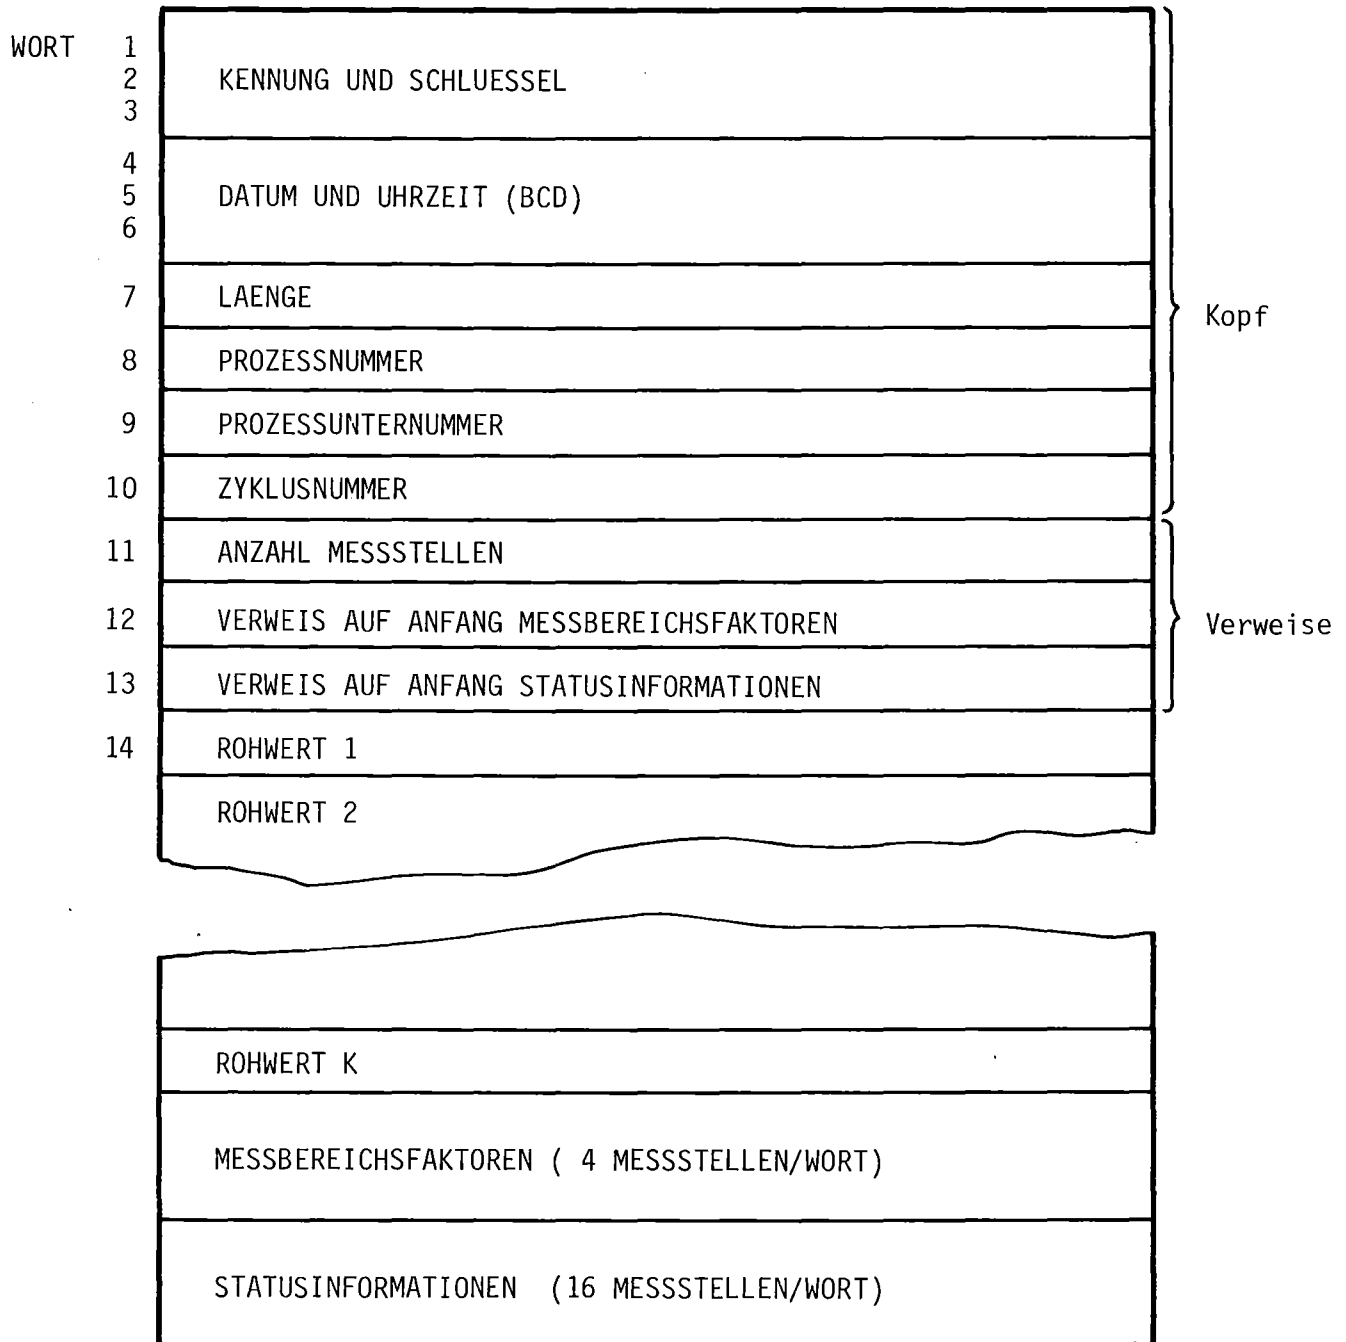 WORT 1
2 KENNUNG UND SCHLUESSEL
3
4
5 DATUM UND UHRZEIT (BCD)
6
7 LAENGE
Kopf
8 PROZESSNUMMER
9 PROZESSUNTERNUMMER
10 ZYKLUSNUMMER
11 ANZAHL MESSSTELLEN
12 VERWEIS AUF ANFANG MESSBEREICHSFAKTOREN Verweise
13 VERWEIS AUF ANFANG STATUSINFORMATIONEN
14 ROHWERT 1
ROHWERT 2
ROHWERT K
MESSBEREICHSFAKTOREN ( 4 MESSSTELLEN/WORT)
STATUSINFORMATIONEN (16 MESSSTELLEN/WORT)